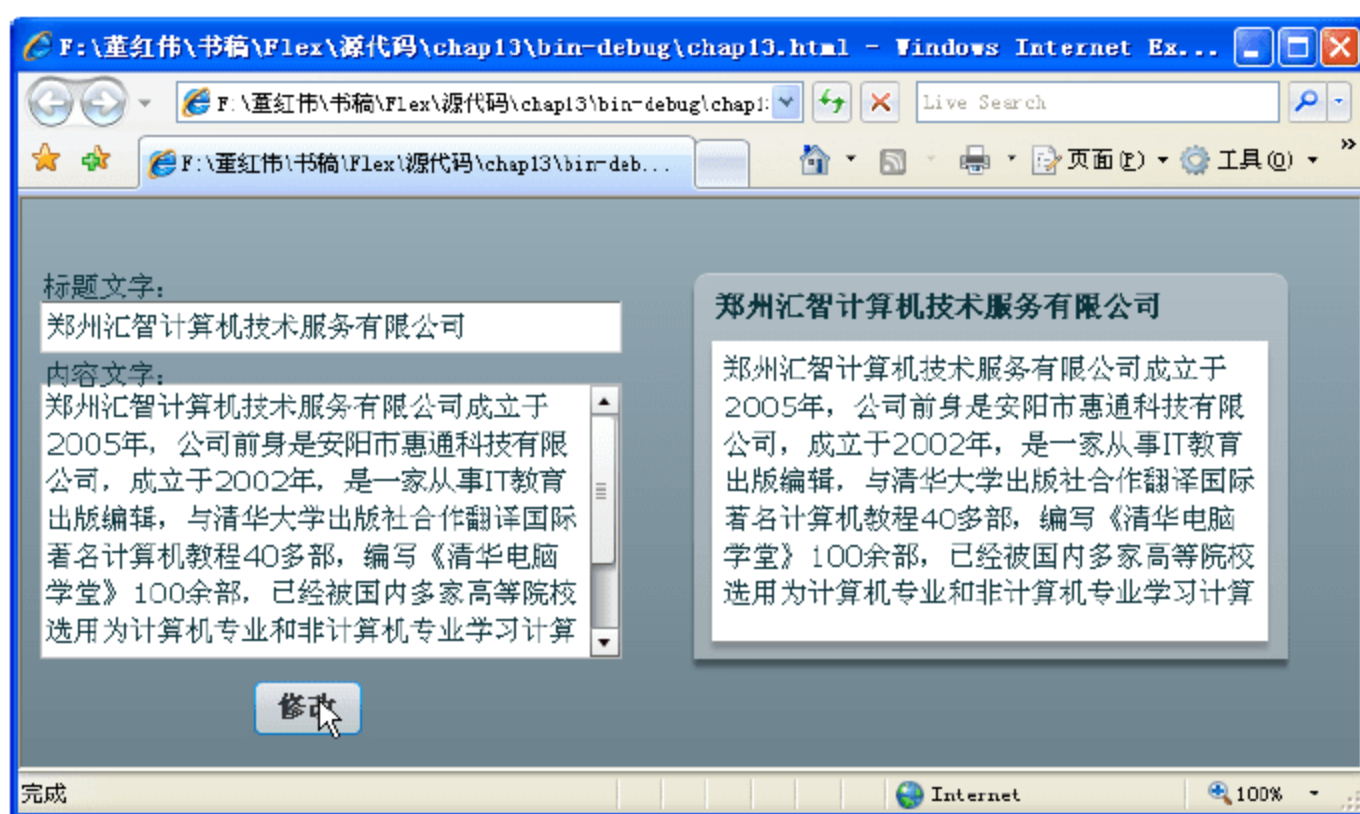 F:\董红伟\书稿\Flex\源代码\chap13\bin-debug\chap13.html - Windows Internet Ex...
F:\董红伟\书稿\Flex\源代码\chap13\bin-debug\chap1
Live Search
F:\董红伟\书稿\Flex\源代码\chap13\bin-deb...
页面(P)
工具(O)
标题文字：
郑州汇智计算机技术服务有限公司
内容文字：
郑州汇智计算机技术服务有限公司成立于
2005年，公司前身是安阳市惠通科技有限
公司，成立于2002年，是一家从事IT教育
出版编辑，与清华大学出版社合作翻译国际
著名计算机教程40多部，编写《清华电脑
学堂》100余部，已经被国内多家高等院校
选用为计算机专业和非计算机专业学习计算
修改
郑州汇智计算机技术服务有限公司
郑州汇智计算机技术服务有限公司成立于
2005年，公司前身是安阳市惠通科技有限
公司，成立于2002年，是一家从事IT教育
出版编辑，与清华大学出版社合作翻译国际
著名计算机教程40多部，编写《清华电脑
学堂》100余部，已经被国内多家高等院校
选用为计算机专业和非计算机专业学习计算
完成
Internet
100%